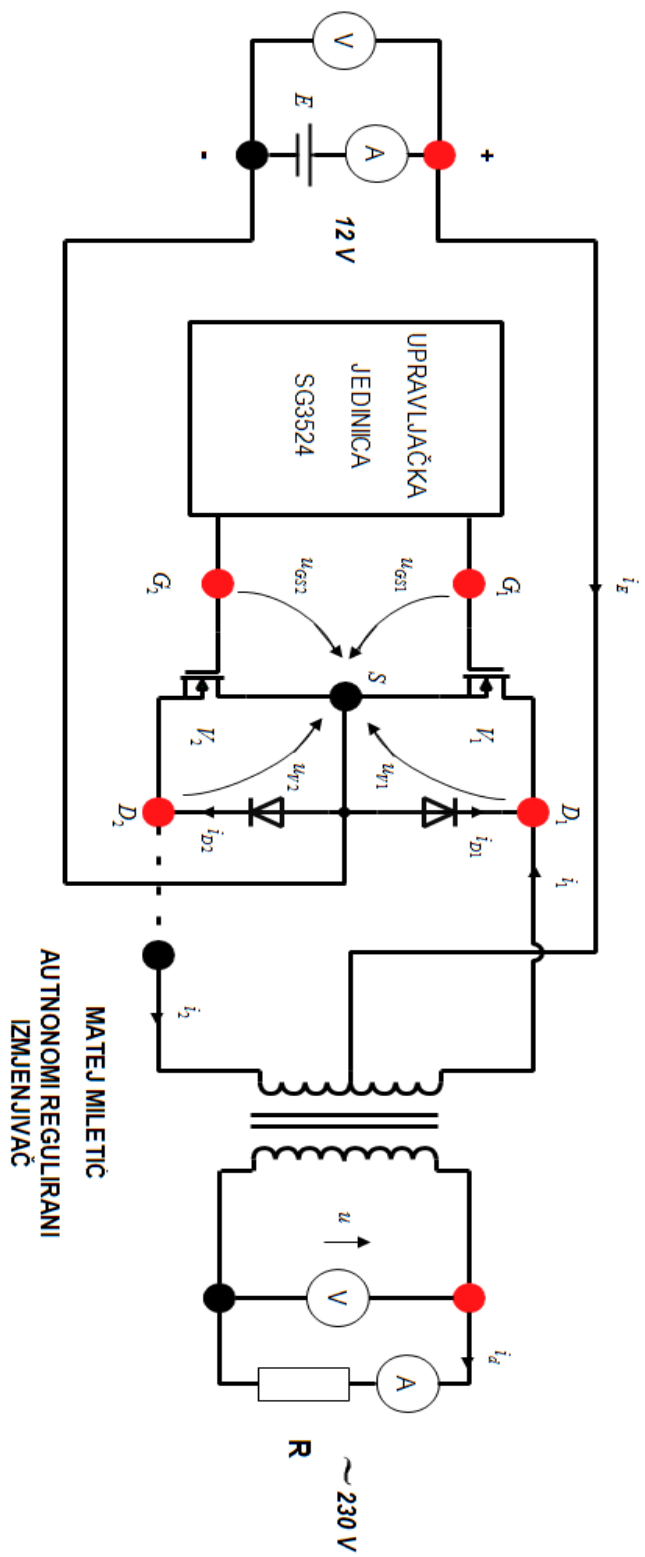 V
A
E
+
-
12 V
UPRAVLJAČKA
JEDINIICA
SG3524
i_E
G_1
u_GS1
u_GS2
G_2
S
V_1
V_2
u_V1
u_V2
D_1
i_D1
i_D2
D_2
i_1
i_2
MATEJ MILETIĆ
AUTNONOMI REGULIRANI
IZMJENJIVAČ
u
V
i_d
A
R
~ 230 V